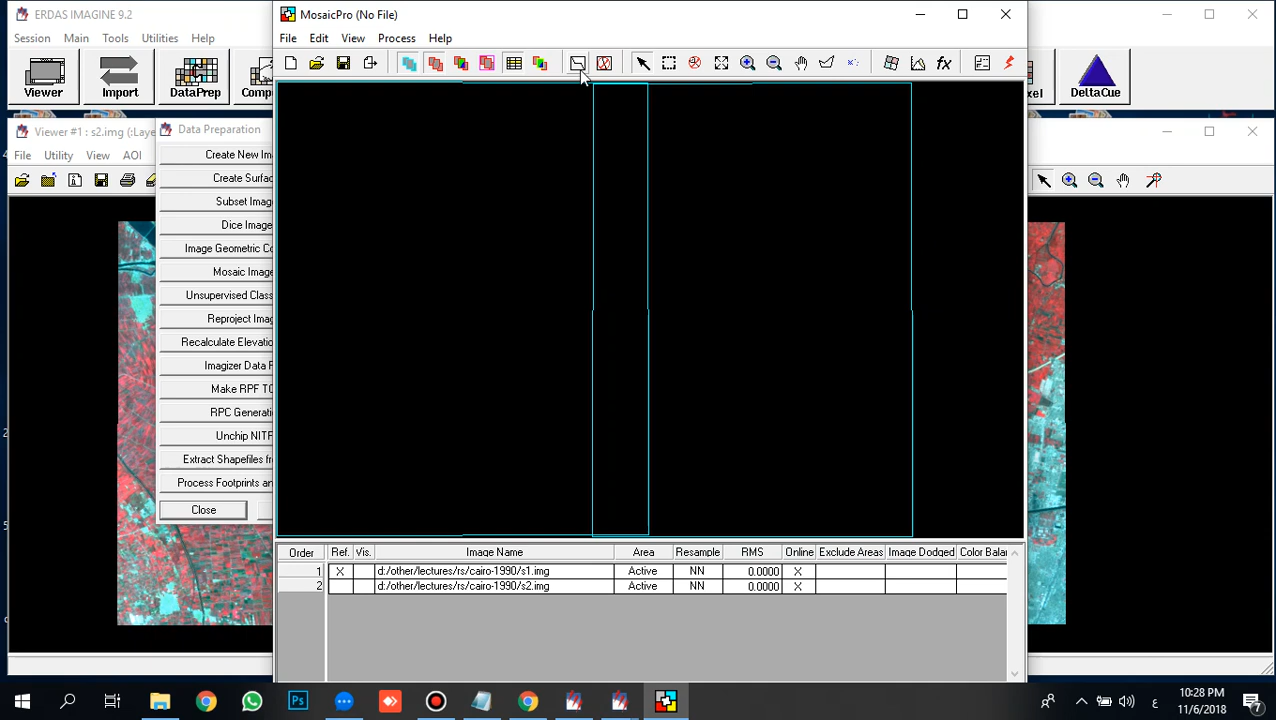 ERDAS IMAGINE 9.2
Session Main Tools Utilities Help
Viewer
Import
DataPrep
DeltaCue
MosaicPro (No File)
File Edit View Process Help
Viewer #1 : s2.img (:Laye
File Utility View AOI
Data Preparation
Create New Ima
Create Surfac
Subset Imag
Dice Image
Image Geometric Co
Mosaic Image
Unsupervised Class
Reproject Imag
Recalculate Elevatio
Imagizer Data P
Make RPF TO
RPC Generati
Unchip NITF
Extract Shapefiles fr
Process Footprints an
Close
Order Ref. Vis. Image Name Area Resample RMS Online Exclude Areas Image Dodged Color Balan
1 X d:/other/lectures/rs/cairo-1990/s1.img Active NN 0.0000 X
2 d:/other/lectures/rs/cairo-1990/s2.img Active NN 0.0000 X
ع
10:28 PM
11/6/2018
7